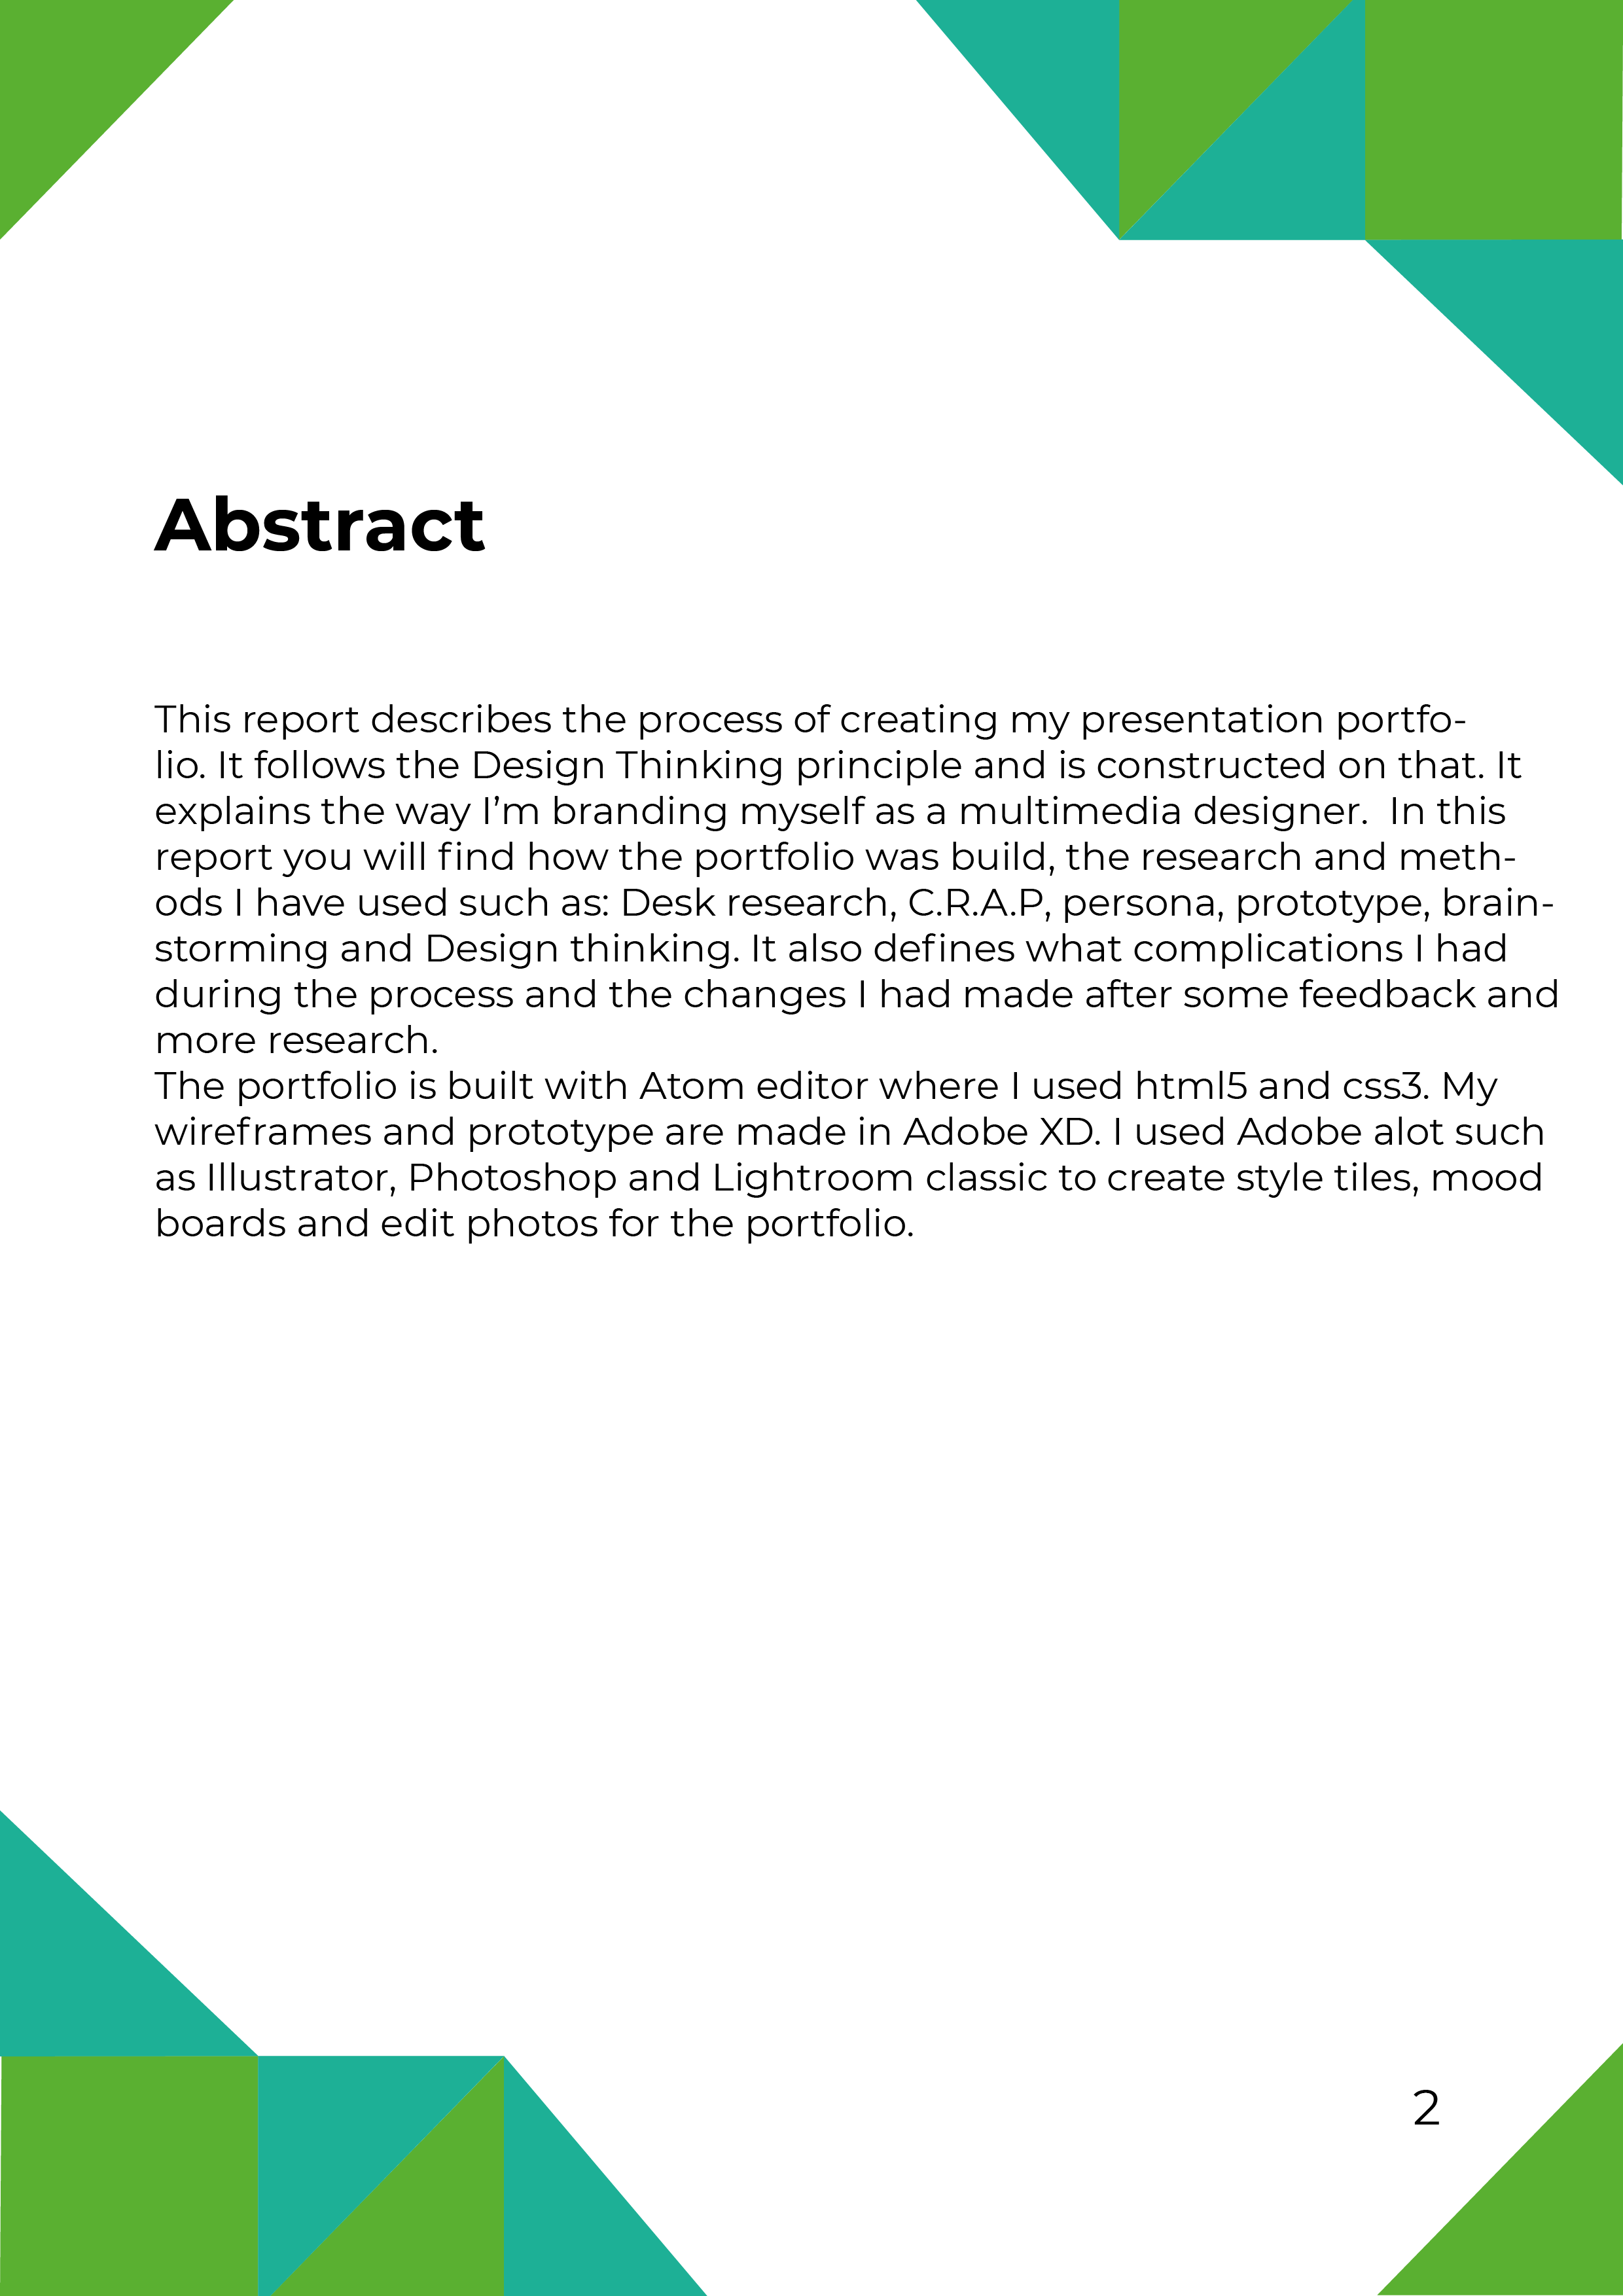 Abstract
This report describes the process of creating my presentation portfo-
lio. It follows the Design Thinking principle and is constructed on that. It
explains the way I’m branding myself as a multimedia designer.  In this
report you will find how the portfolio was build, the research and meth-
ods I have used such as: Desk research, C.R.A.P, persona, prototype, brain-
storming and Design thinking. It also defines what complications I had
during the process and the changes I had made after some feedback and
more research.
The portfolio is built with Atom editor where I used html5 and css3. My
wireframes and prototype are made in Adobe XD. I used Adobe alot such
as Illustrator, Photoshop and Lightroom classic to create style tiles, mood
boards and edit photos for the portfolio.
2